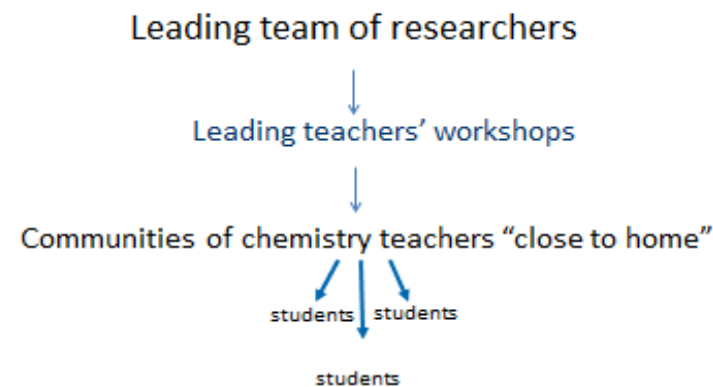 Leading team of researchers
Leading teachers’ workshops
Communities of chemistry teachers “close to home”
students students
students